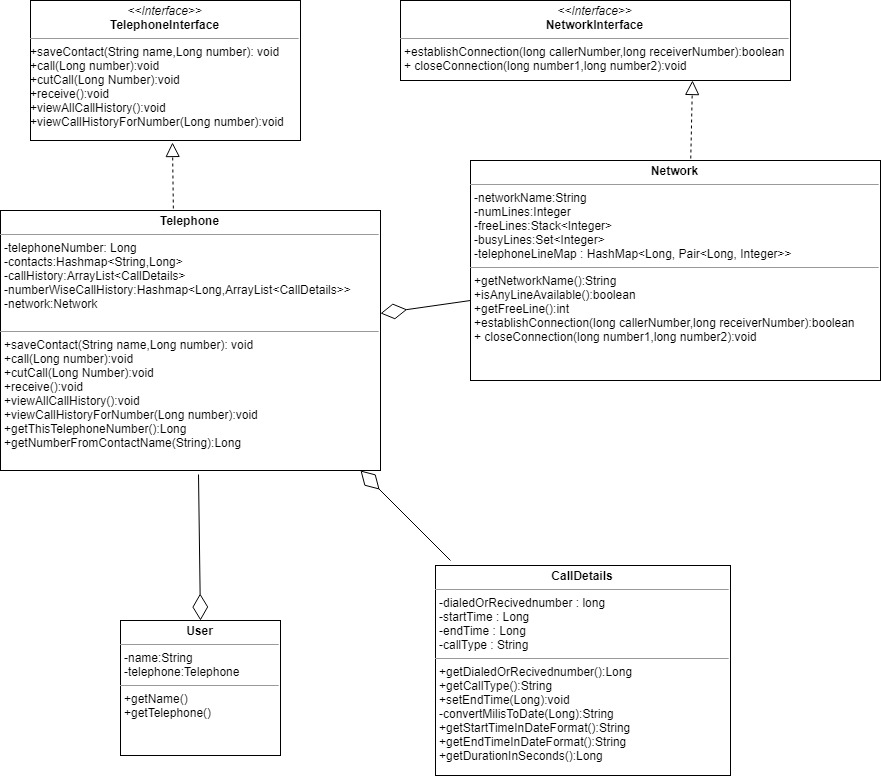 <<Interface>>
TelephoneInterface
+saveContact(String name,Long number): void
+call(Long number):void
+cutCall(Long Number):void
+receive():void
+viewAllCallHistory():void
+viewCallHistoryForNumber(Long number):void
<<Interface>>
NetworkInterface
+establishConnection(long callerNumber,long receiverNumber):boolean
+ closeConnection(long number1,long number2):void
Network
-networkName:String
-numLines:Integer
-freeLines:Stack<Integer>
-busyLines:Set<Integer>
-telephoneLineMap : HashMap<Long, Pair<Long, Integer>>
+getNetworkName():String
+isAnyLineAvailable():boolean
+getFreeLine():int
+establishConnection(long callerNumber,long receiverNumber):boolean
+ closeConnection(long number1,long number2):void
Telephone
-telephoneNumber: Long
-contacts:Hashmap<String,Long>
-callHistory:ArrayList<CallDetails>
-numberWiseCallHistory:Hashmap<Long,ArrayList<CallDetails>>
-network:Network
+saveContact(String name,Long number): void
+call(Long number):void
+cutCall(Long Number):void
+receive():void
+viewAllCallHistory():void
+viewCallHistoryForNumber(Long number):void
+getThisTelephoneNumber():Long
+getNumberFromContactName(String):Long
CallDetails
-dialedOrRecivednumber : long
-startTime : Long
-endTime : Long
-callType : String
+getDialedOrRecivednumber():Long
+getCallType():String
+setEndTime(Long):void
-convertMilisToDate(Long):String
+getStartTimeInDateFormat():String
+getEndTimeInDateFormat():String
+getDurationInSeconds():Long
User
-name:String
-telephone:Telephone
+getName()
+getTelephone()